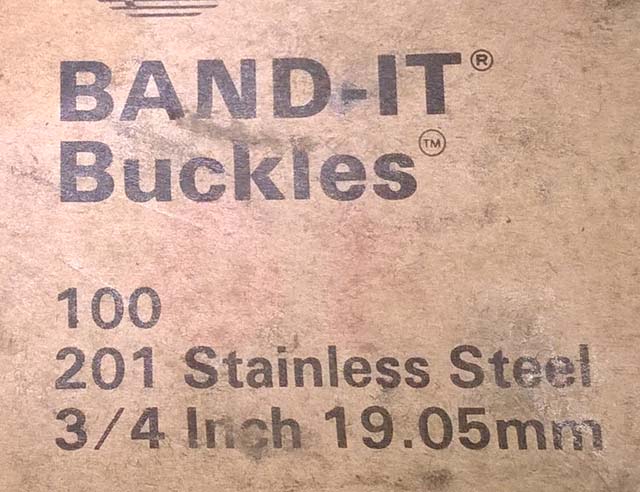 BAND-IT®
Buckles™
100
201 Stainless Steel
3/4 Inch 19.05mm